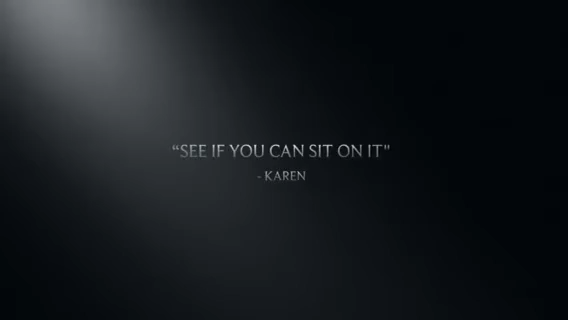 “SEE IF YOU CAN SIT ON IT”
- KAREN